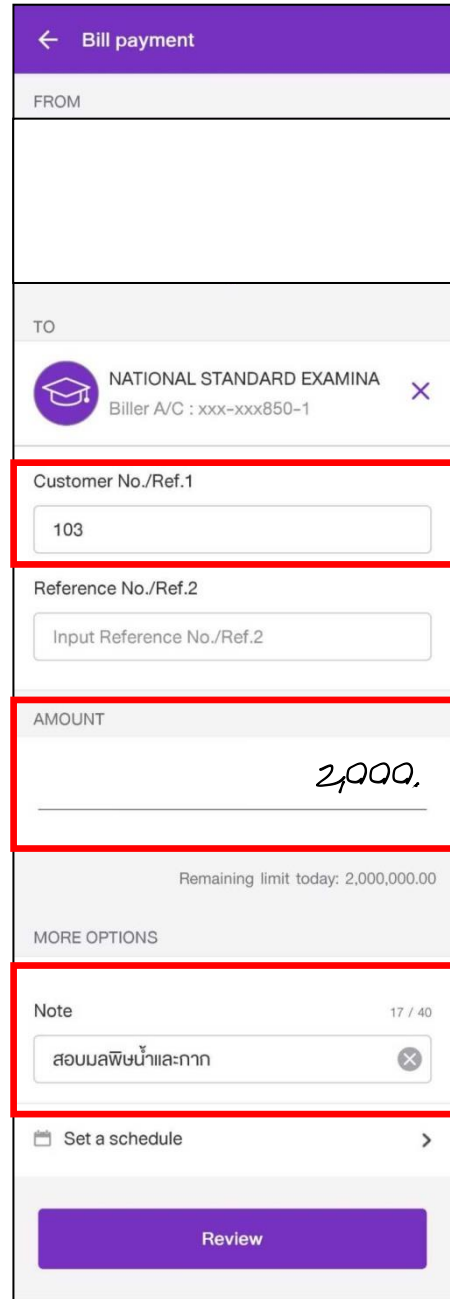 Bill payment
FROM
TO
NATIONAL STANDARD EXAMINA
Biller A/C : xxx-xxx850-1
Customer No./Ref.1
103
Reference No./Ref.2
Input Reference No./Ref.2
AMOUNT
2,000.
Remaining limit today: 2,000,000.00
MORE OPTIONS
Note 17 / 40
สอบมลพิษน้ำและกาก
Set a schedule
Review